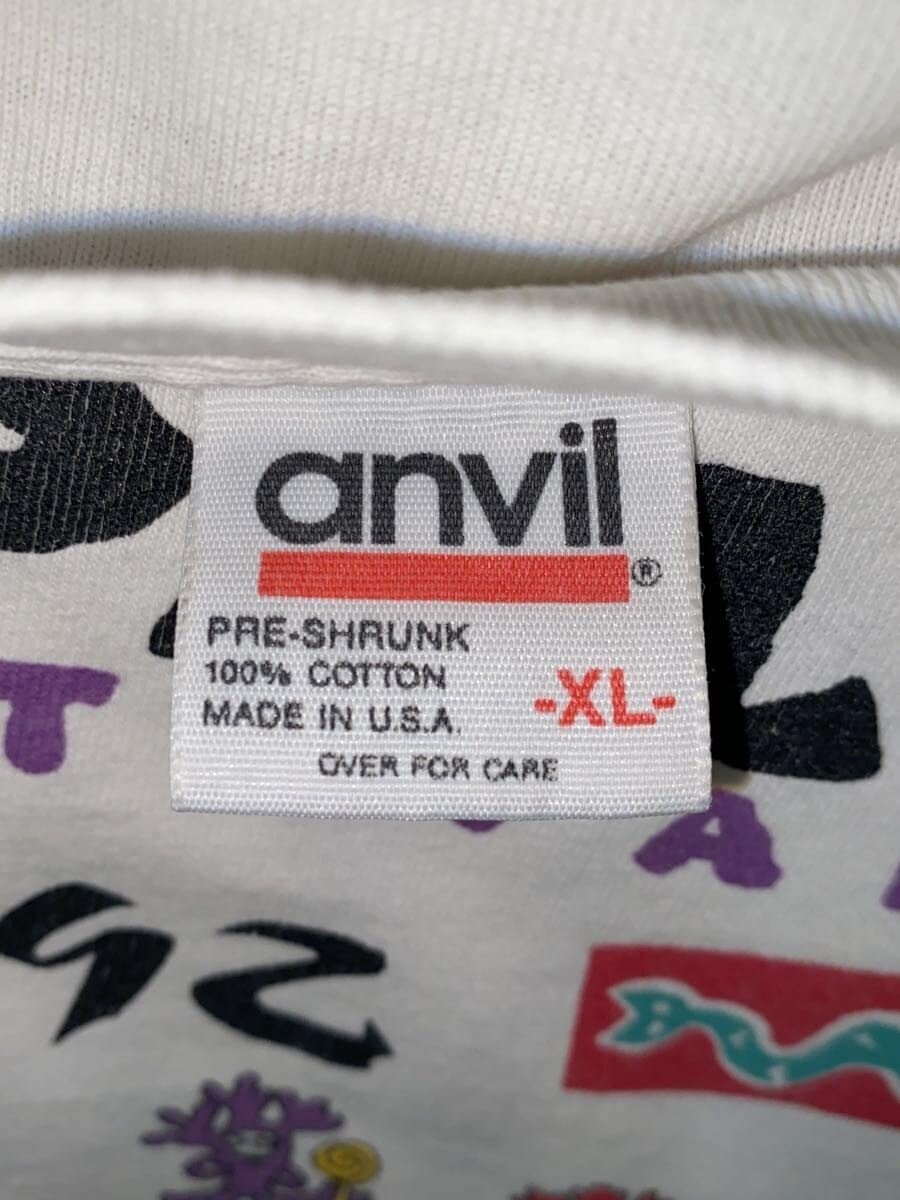 anvil®
PRE-SHRUNK
100% COTTON
MADE IN U.S.A.
-XL-
OVER FOR CARE
T
A